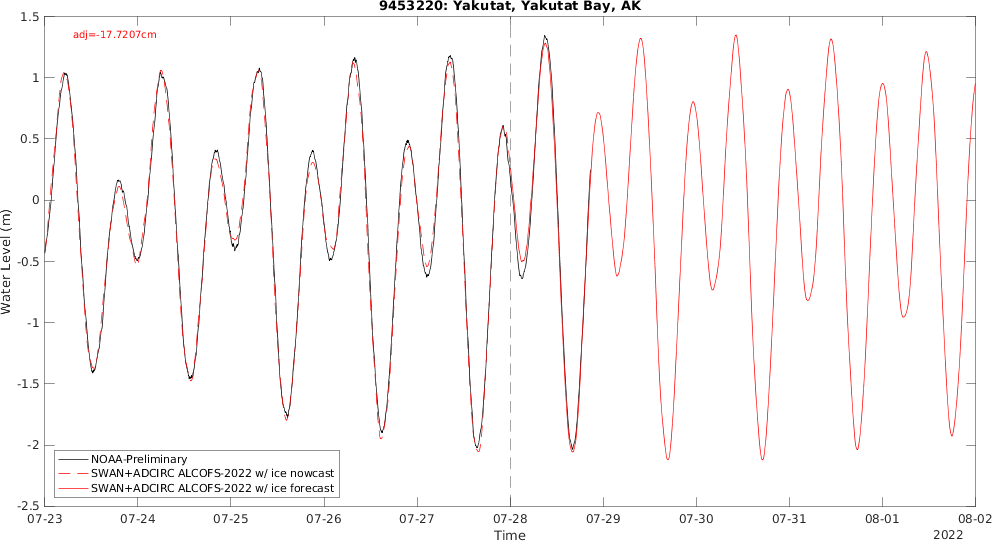 9453220: Yakutat, Yakutat Bay, AK
adj=-17.7207cm
1.5
1
0.5
0
-0.5
-1
-1.5
-2
-2.5
Water Level (m)
NOAA-Preliminary
SWAN+ADCIRC ALCOFS-2022 w/ ice nowcast
SWAN+ADCIRC ALCOFS-2022 w/ ice forecast
07-23 07-24 07-25 07-26 07-27 07-28 07-29 07-30 07-31 08-01 08-02
Time
2022